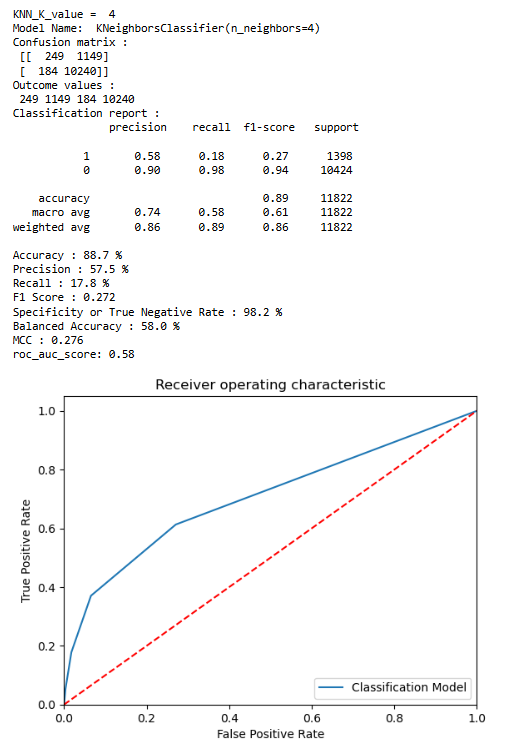 KNN_K_value =  4
Model Name:  KNeighborsClassifier(n_neighbors=4)
Confusion matrix :
[[  249  1149]
[  184 10240]]
Outcome values :
249 1149 184 10240
Classification report :
precision    recall  f1-score   support
1       0.58      0.18      0.27      1398
0       0.90      0.98      0.94     10424
accuracy                           0.89     11822
macro avg       0.74      0.58      0.61     11822
weighted avg       0.86      0.89      0.86     11822
Accuracy : 88.7 %
Precision : 57.5 %
Recall : 17.8 %
F1 Score : 0.272
Specificity or True Negative Rate : 98.2 %
Balanced Accuracy : 58.0 %
MCC : 0.276
roc_auc_score: 0.58
Receiver operating characteristic
1.0
0.8
0.6
0.4
0.2
0.0
True Positive Rate
Classification Model
0.0 0.2 0.4 0.6 0.8 1.0
False Positive Rate